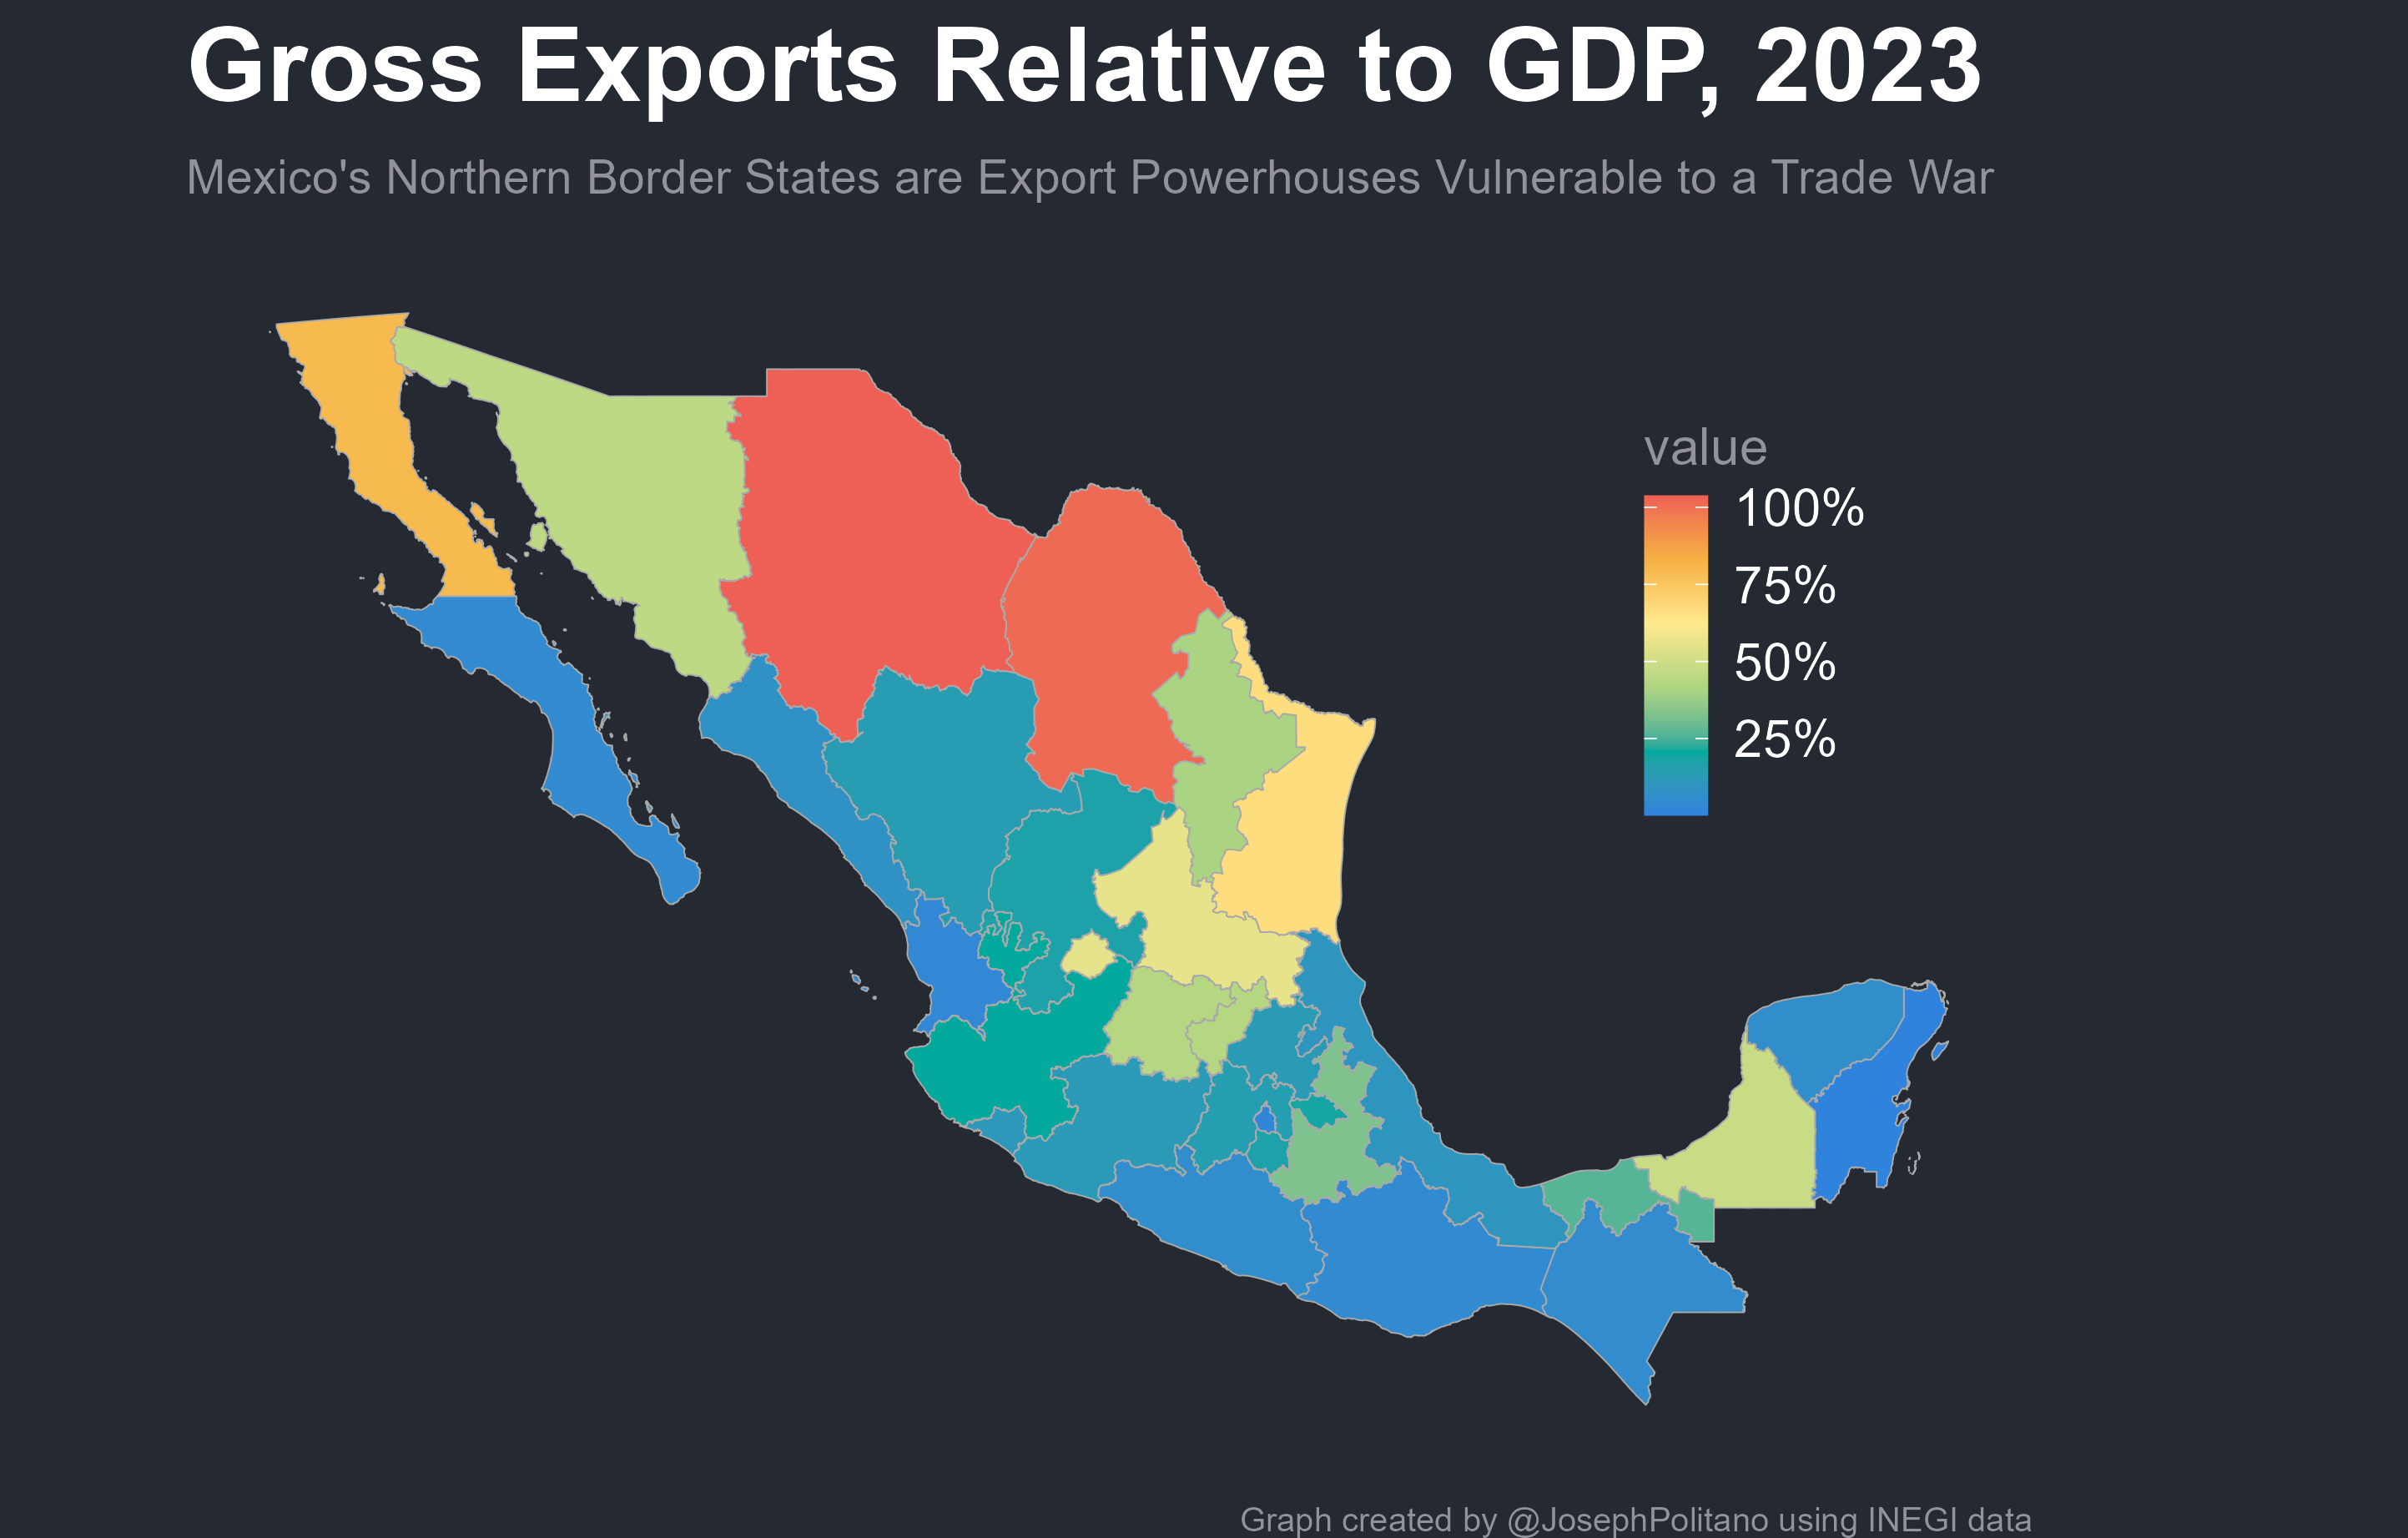 Gross Exports Relative to GDP, 2023
Mexico's Northern Border States are Export Powerhouses Vulnerable to a Trade War
value
100%
75%
50%
25%
Graph created by @JosephPolitano using INEGI data